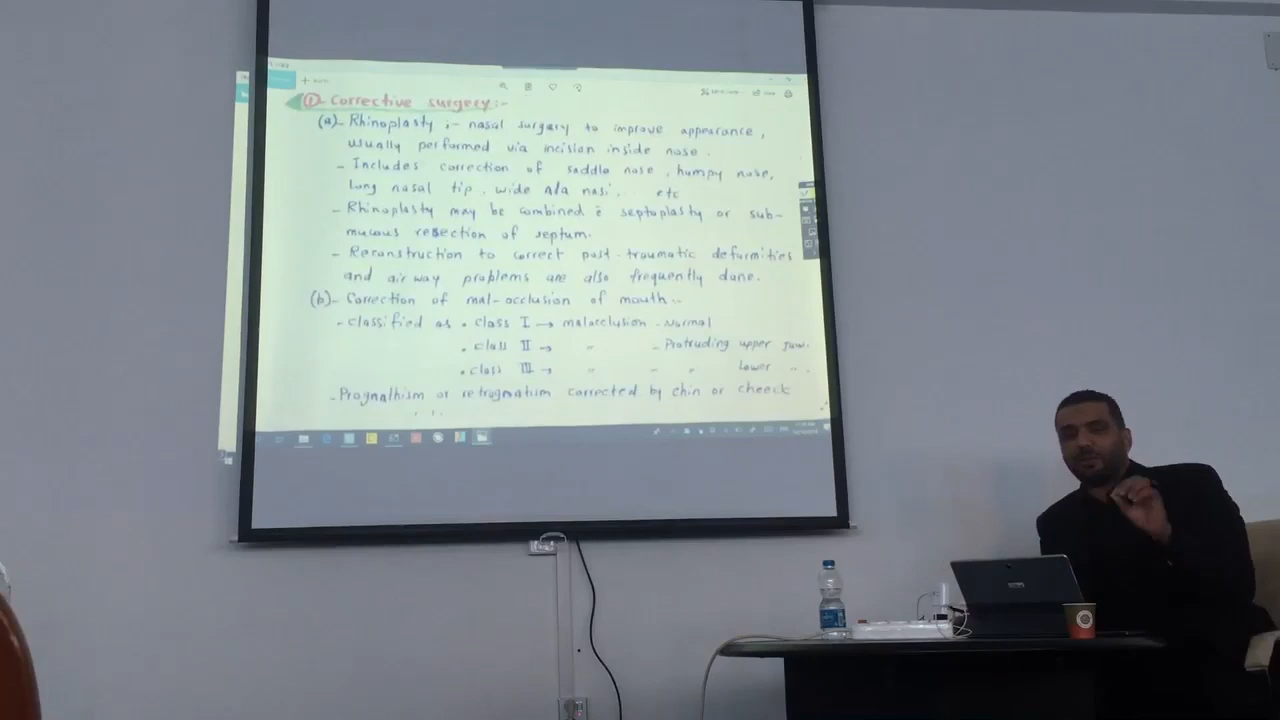 ① Corrective surgery:-
(a)- Rhinoplasty :- nasal surgery to improve appearance,
usually performed via incision inside nose.
- Includes correction of saddle nose, humpy nose,
Long nasal tip, wide ala nasi, etc
- Rhinoplasty may be combined c̄ septoplasty or sub-
mucous resection of septum.
- Reconstruction to correct post-traumatic deformities
and airway problems are also frequently done.
(b)- Correction of mal-occlusion of mouth:-
- classified as • class I → malocclusion - Normal
• class II → " - Protruding upper jaw.
• class III → " - " Lower "
- Prognathism or retrognatism corrected by chin or cheeck